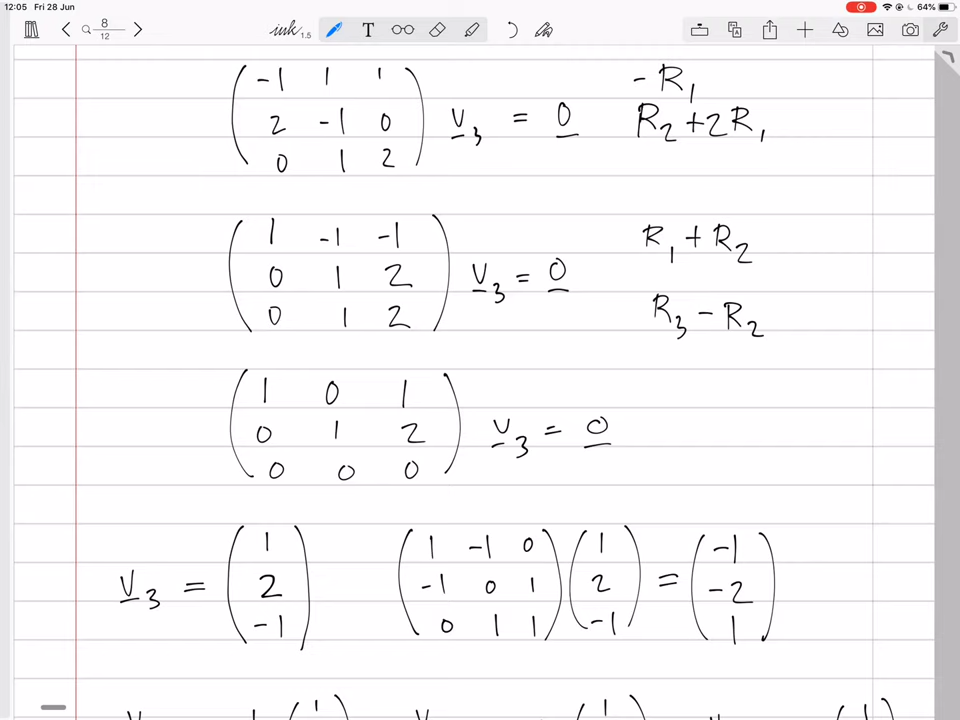 12:05 Fri 28 Jun 64%
8
12
ink 1.5 T
( -1 1 1 ) - R₁
( 2 -1 0 ) v₃ = 0 R₂ + 2R₁
( 0 1 2 )
( 1 -1 -1 ) R₁ + R₂
( 0 1 2 ) v₃ = 0
( 0 1 2 ) R₃ - R₂
( 1 0 1 )
( 0 1 2 ) v₃ = 0
( 0 0 0 )
( 1 ) ( 1 -1 0 ) ( 1 ) ( -1 )
v₃ = ( 2 ) ( -1 0 1 ) ( 2 ) = ( -2 )
( -1 ) ( 0 1 1 ) ( -1 ) ( 1 )